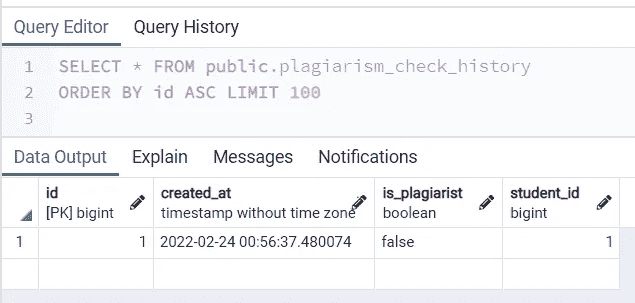 Query Editor Query History
1 SELECT * FROM public.plagiarism_check_history
2 ORDER BY id ASC LIMIT 100
3
Data Output Explain Messages Notifications
id created_at is_plagiarist student_id
[PK] bigint timestamp without time zone boolean bigint
1 1 2022-02-24 00:56:37.480074 false 1